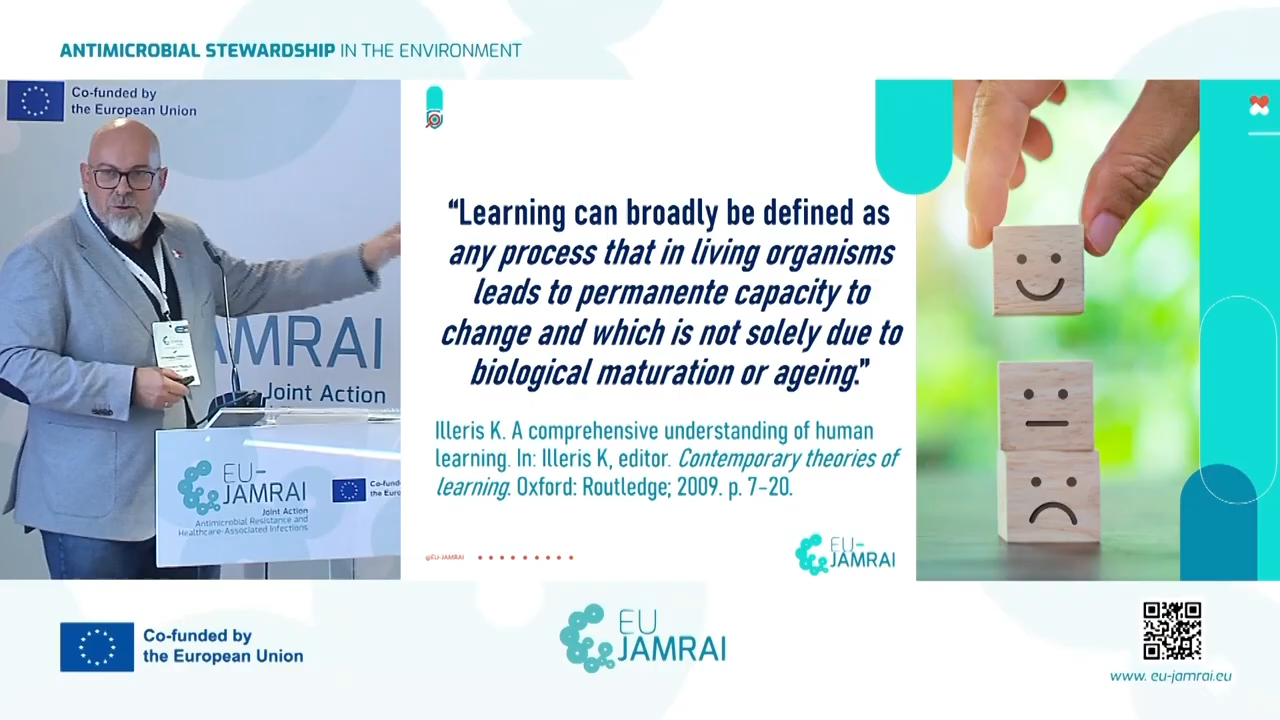 ANTIMICROBIAL STEWARDSHIP IN THE ENVIRONMENT
Co-funded by
the European Union
AMRAI
Joint Action
EU-
JAMRAI
Joint Action
Antimicrobial Resistance and
Healthcare-Associated Infections
“Learning can broadly be defined as
any process that in living organisms
leads to permanente capacity to
change and which is not solely due to
biological maturation or ageing.”
Illeris K. A comprehensive understanding of human
learning. In: Illeris K, editor. Contemporary theories of
learning. Oxford: Routledge; 2009. p. 7-20.
@EU-JAMRAI
EU-
JAMRAI
Co-funded by
the European Union
EU
JAMRAI
www. eu-jamrai.eu